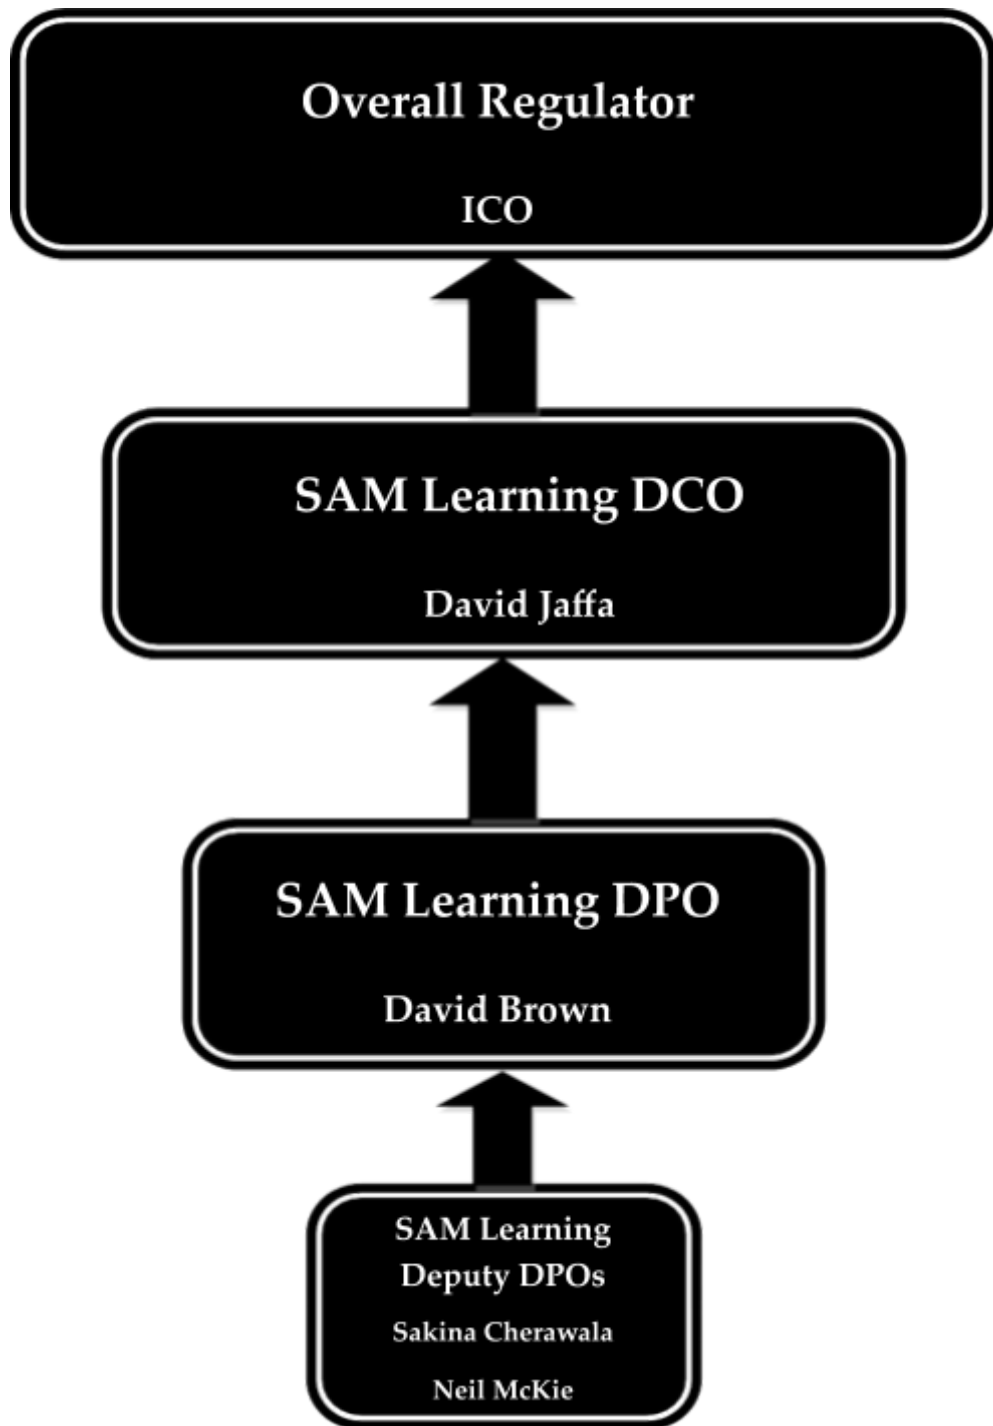 Overall Regulator
ICO
SAM Learning DCO
David Jaffa
SAM Learning DPO
David Brown
SAM Learning
Deputy DPOs
Sakina Cherawala
Neil McKie